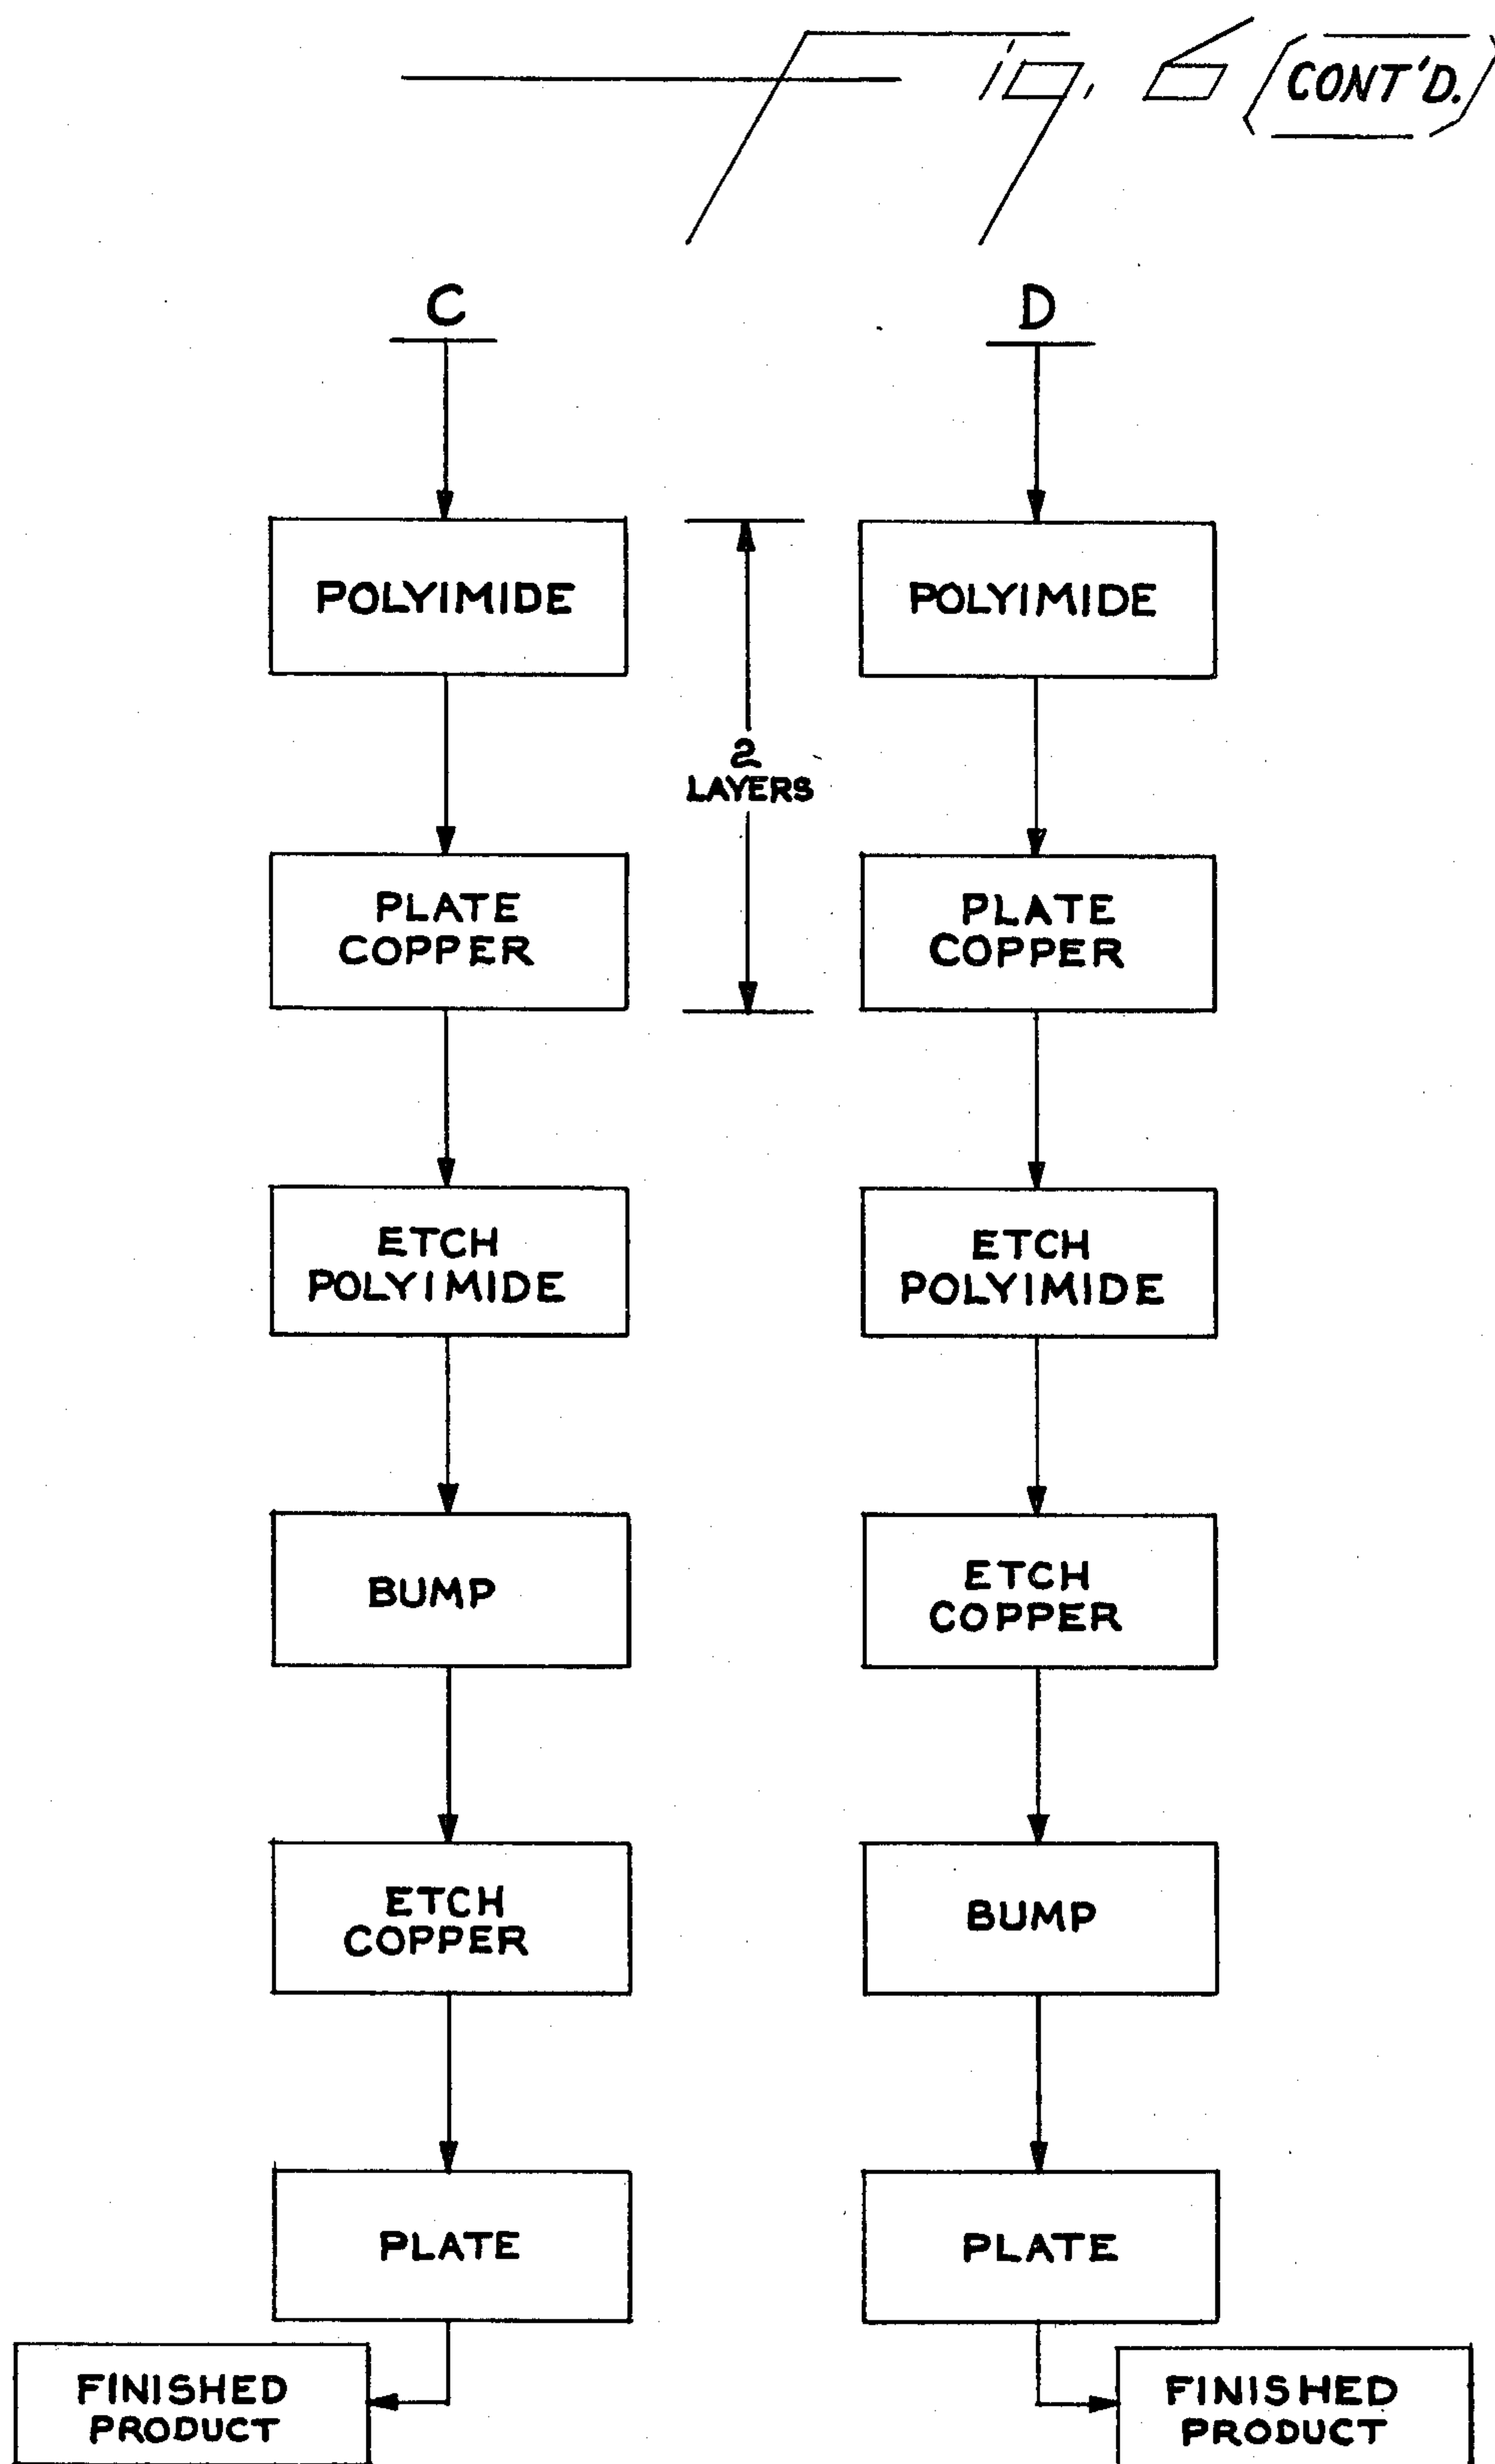 Fig. 6 (CONT'D.)
C
D
POLYIMIDE
POLYIMIDE
2
LAYERS
PLATE
COPPER
PLATE
COPPER
ETCH
POLYIMIDE
ETCH
POLYIMIDE
BUMP
ETCH
COPPER
ETCH
COPPER
BUMP
PLATE
PLATE
FINISHED
PRODUCT
FINISHED
PRODUCT